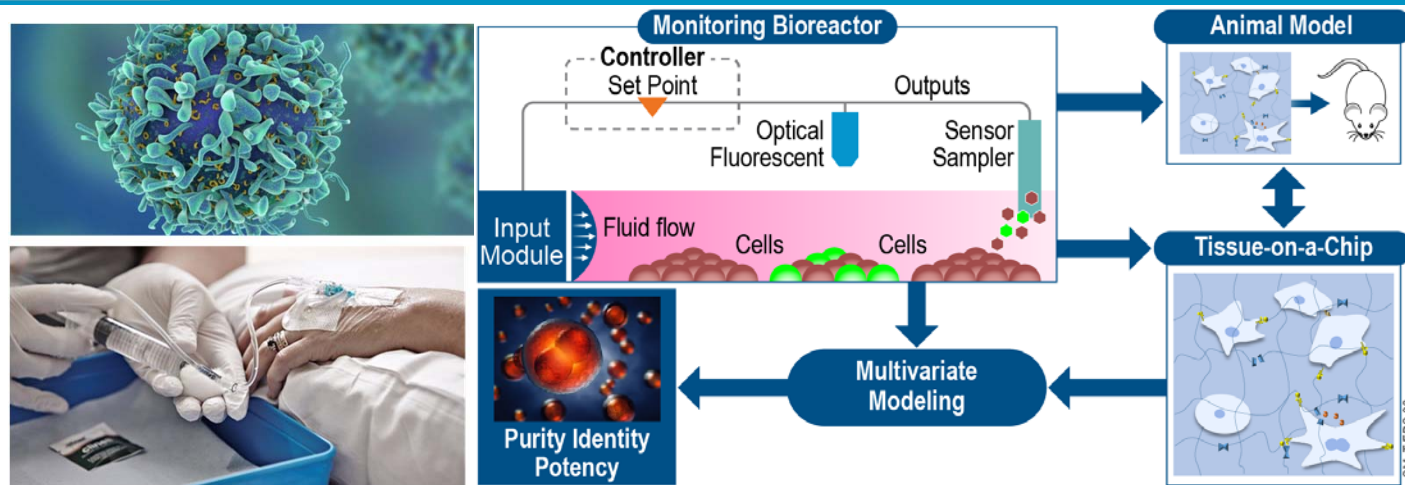 Monitoring Bioreactor
Controller
Set Point
Outputs
Optical
Fluorescent
Sensor
Sampler
Input
Module
Fluid flow
Cells
Cells
Animal Model
Tissue-on-a-Chip
Multivariate
Modeling
Purity Identity
Potency